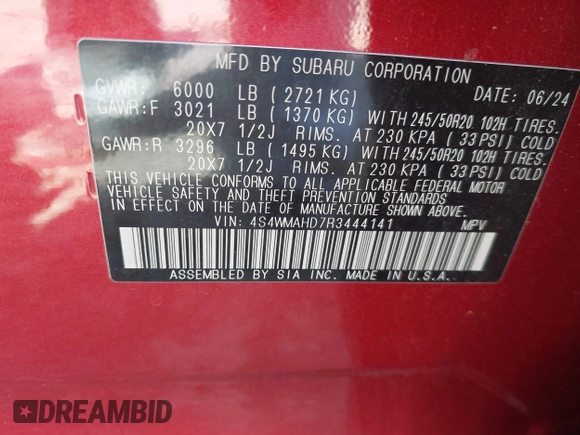 MFD BY SUBARU CORPORATION
GVWR: 6000 LB ( 2721 KG) DATE: 06/24
GAWR:F 3021 LB ( 1370 KG) WITH 245/50R20 102H TIRES.
20X7 1/2J RIMS. AT 230 KPA ( 33 PSI) COLD
GAWR:R 3296 LB ( 1495 KG) WITH 245/50R20 102H TIRES.
20X7 1/2J RIMS. AT 230 KPA ( 33 PSI) COLD
THIS VEHICLE CONFORMS TO ALL APPLICABLE FEDERAL MOTOR
VEHICLE SAFETY AND THEFT PREVENTION STANDARDS
IN EFFECT ON THE DATE OF MANUFACTURE SHOWN ABOVE.
VIN: 4S4WMAHD7R3444141 MPV
ASSEMBLED BY SIA INC. MADE IN U.S.A.
DREAMBID